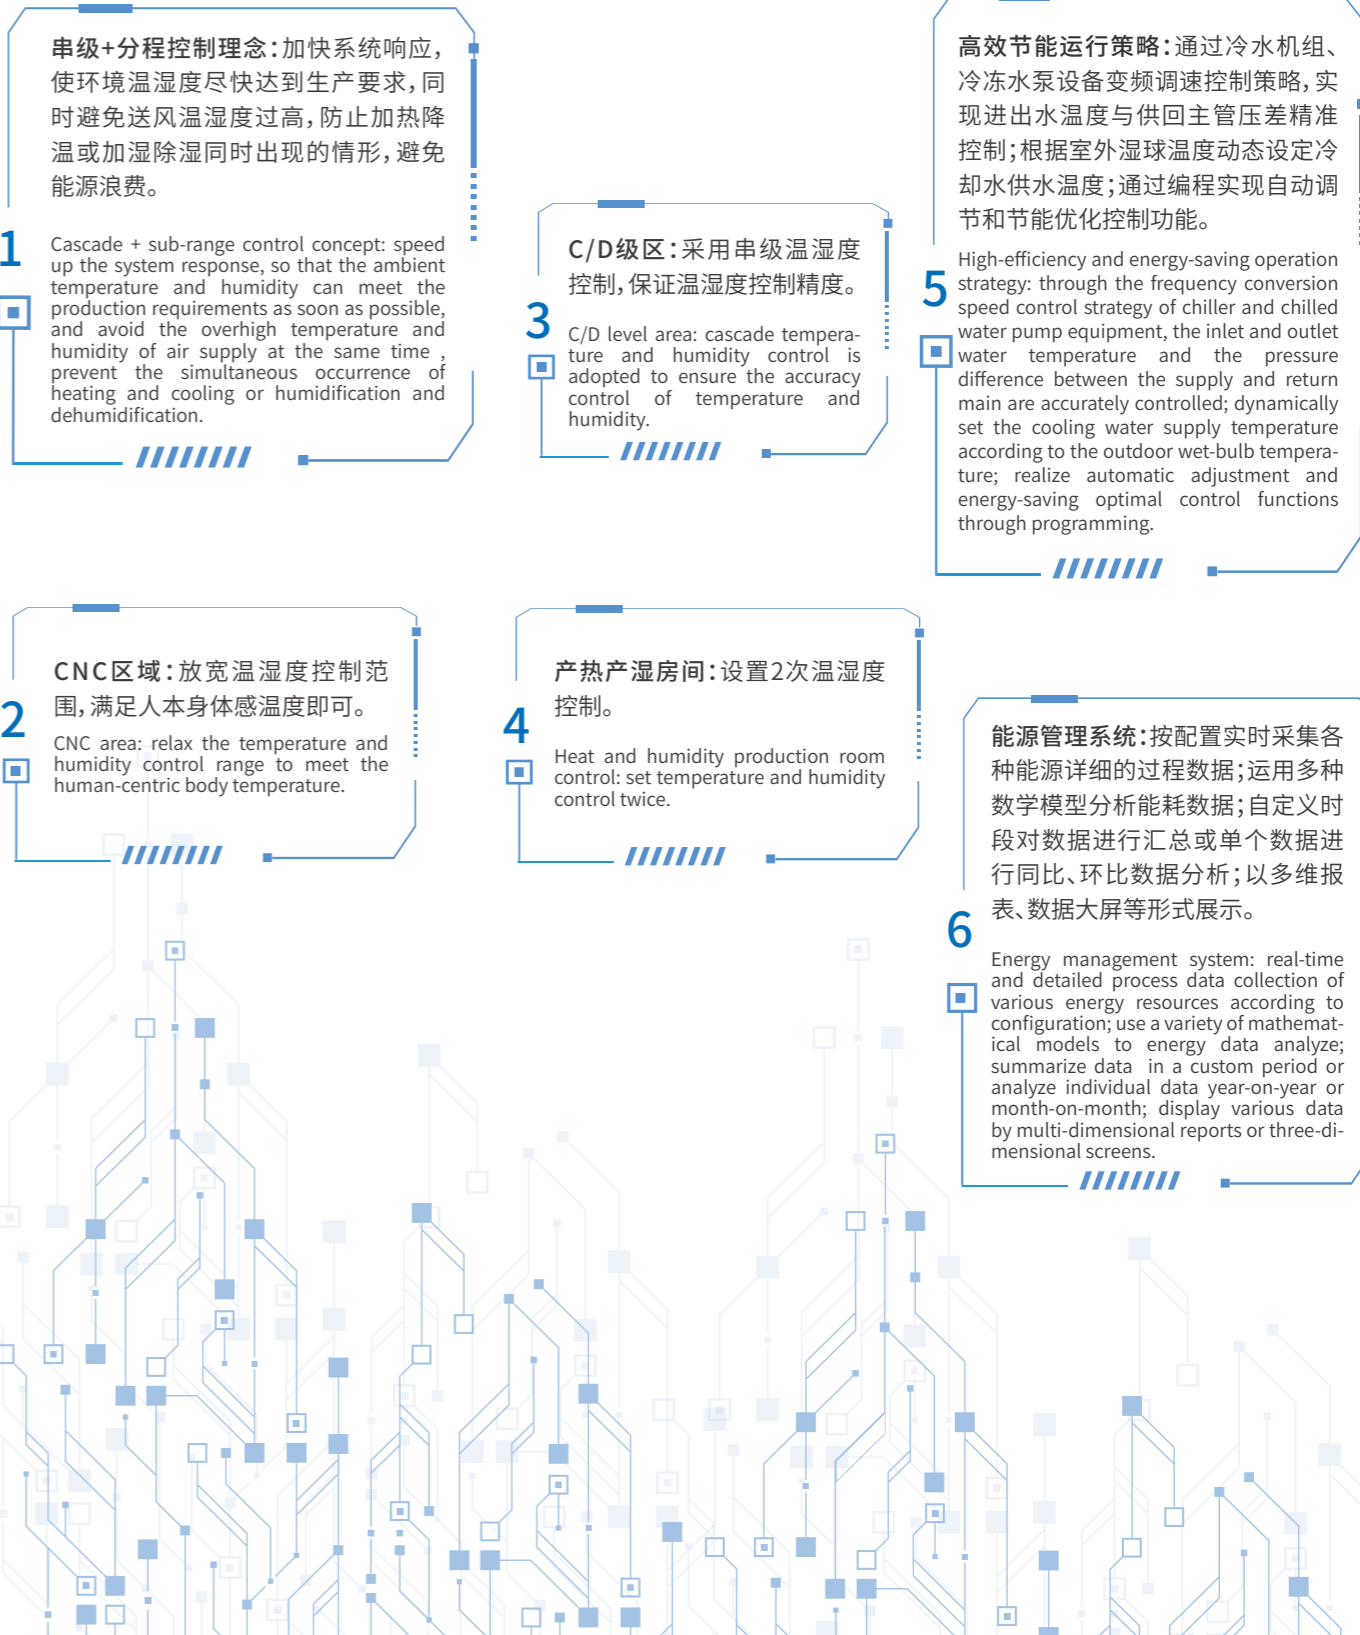 1
串级+分程控制理念：加快系统响应，
使环境温湿度尽快达到生产要求，同
时避免送风温湿度过高，防止加热降
温或加湿除湿同时出现的情形，避免
能源浪费。
Cascade + sub-range control concept: speed
up the system response, so that the ambient
temperature and humidity can meet the
production requirements as soon as possible,
and avoid the overhigh temperature and
humidity of air supply at the same time ,
prevent the simultaneous occurrence of
heating and cooling or humidification and
dehumidification.
2
CNC区域：放宽温湿度控制范
围，满足人本身体感温度即可。
CNC area: relax the temperature and
humidity control range to meet the
human-centric body temperature.
3
C/D级区：采用串级温湿度
控制，保证温湿度控制精度。
C/D level area: cascade tempera-
ture and humidity control is
adopted to ensure the accuracy
control of temperature and
humidity.
4
产热产湿房间：设置2次温湿度
控制。
Heat and humidity production room
control: set temperature and humidity
control twice.
5
高效节能运行策略：通过冷水机组、
冷冻水泵设备变频调速控制策略，实
现进出水温度与供回主管压差精准
控制；根据室外湿球温度动态设定冷
却水供水温度；通过编程实现自动调
节和节能优化控制功能。
High-efficiency and energy-saving operation
strategy: through the frequency conversion
speed control strategy of chiller and chilled
water pump equipment, the inlet and outlet
water temperature and the pressure
difference between the supply and return
main are accurately controlled; dynamically
set the cooling water supply temperature
according to the outdoor wet-bulb tempera-
ture; realize automatic adjustment and
energy-saving optimal control functions
through programming.
6
能源管理系统：按配置实时采集各
种能源详细的过程数据；运用多种
数学模型分析能耗数据；自定义时
段对数据进行汇总或单个数据进
行同比、环比数据分析；以多维报
表、数据大屏等形式展示。
Energy management system: real-time
and detailed process data collection of
various energy resources according to
configuration; use a variety of mathemat-
ical models to energy data analyze;
summarize data in a custom period or
analyze individual data year-on-year or
month-on-month; display various data
by multi-dimensional reports or three-di-
mensional screens.